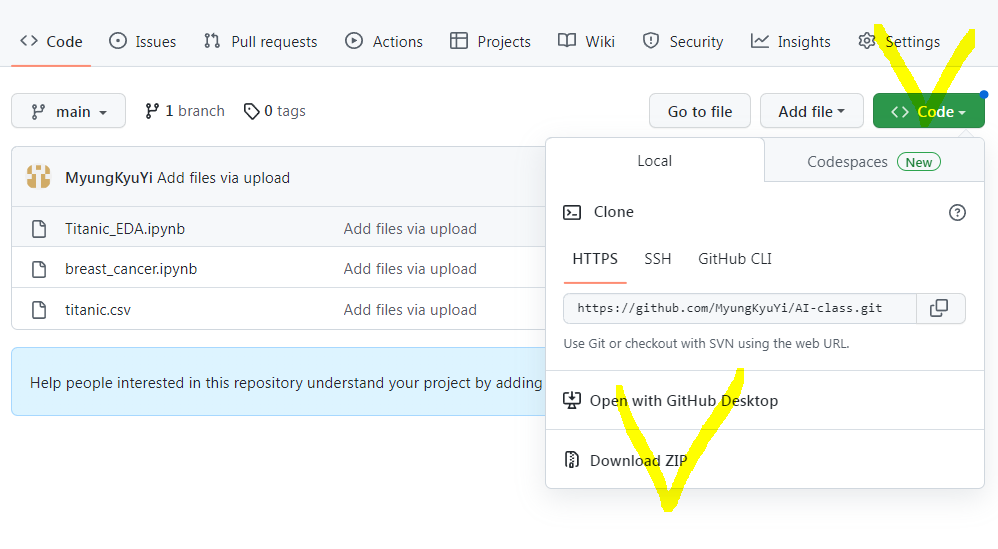 Code Issues Pull requests Actions Projects Wiki Security Insights Settings
main 1 branch 0 tags Go to file Add file Code
MyungKyuYi Add files via upload
Titanic_EDA.ipynb Add files via upload
breast_cancer.ipynb Add files via upload
titanic.csv Add files via upload
Help people interested in this repository understand your project by adding
Local Codespaces New
Clone
HTTPS SSH GitHub CLI
https://github.com/MyungKyuYi/AI-class.git
Use Git or checkout with SVN using the web URL.
Open with GitHub Desktop
Download ZIP